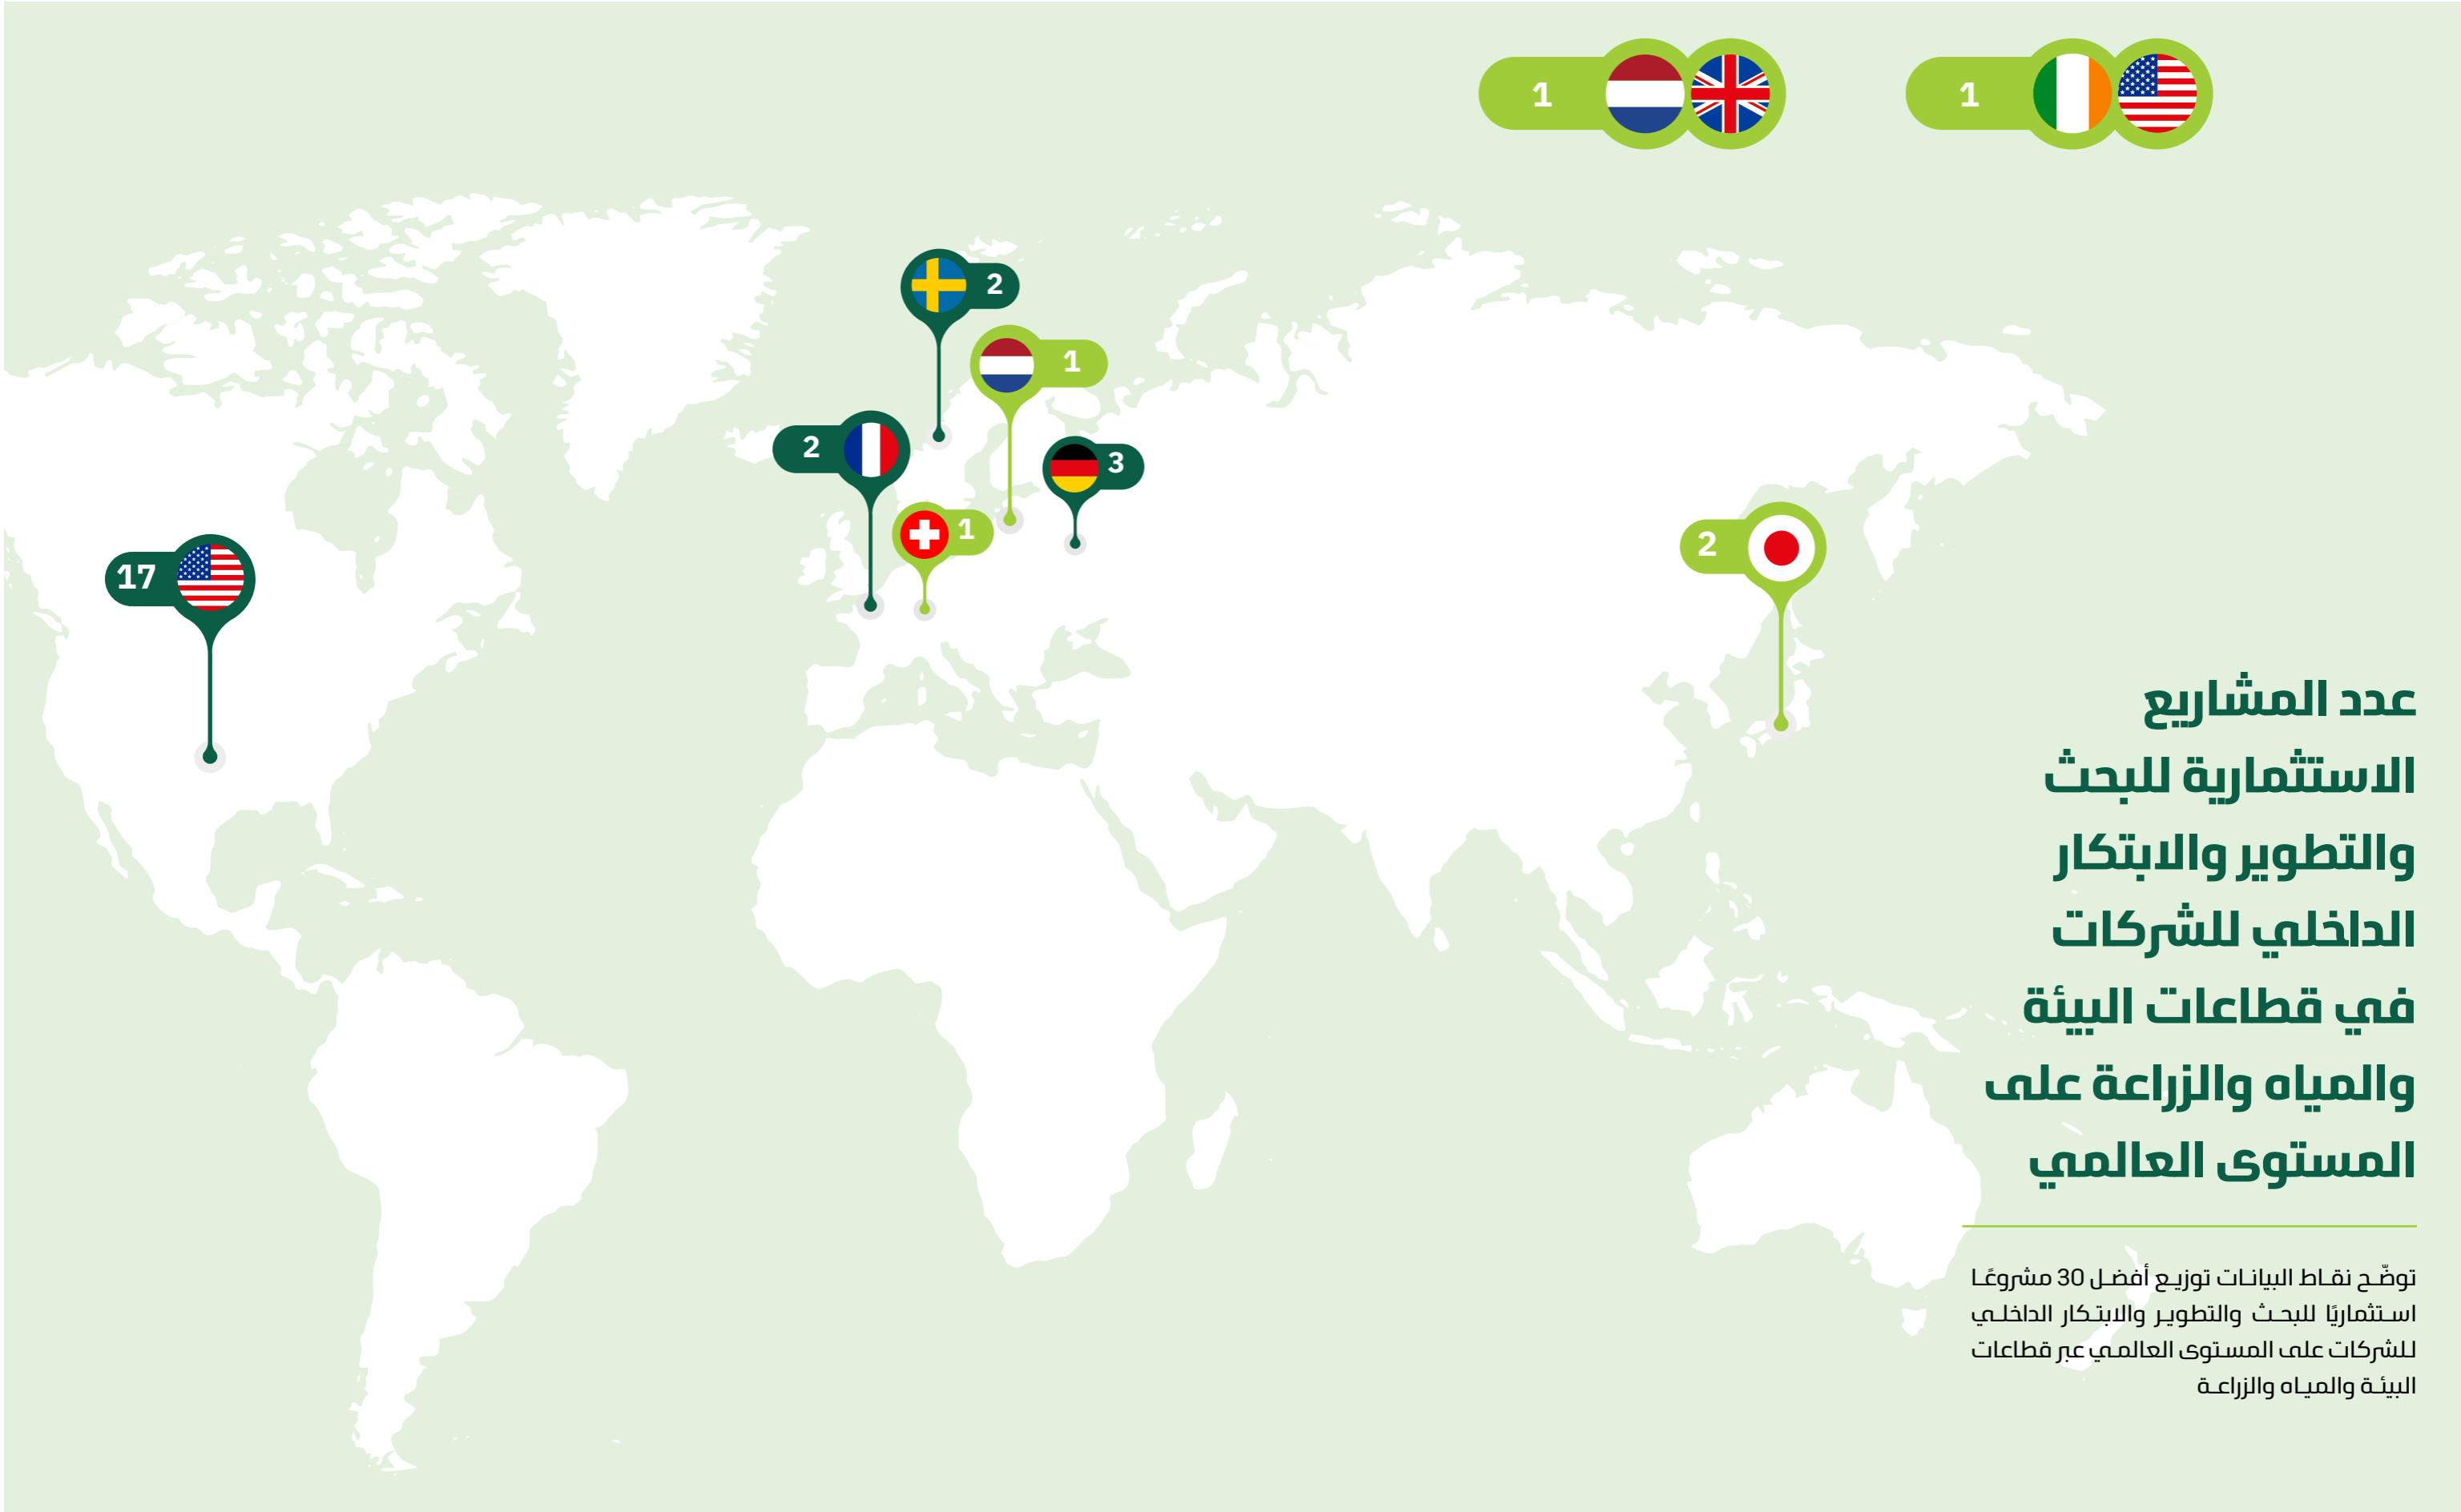 1
1
2
1
2
3
1
2
17
عدد المشاريع
الاستثمارية للبحث
والتطوير والابتكار
الداخلي للشركات
في قطاعات البيئة
والمياه والزراعة على
المستوى العالمي
توضّح نقاط البيانات توزيع أفضل 30 مشروعًا
استثماريًا للبحث والتطوير والابتكار الداخلي
للشركات على المستوى العالمي عبر قطاعات
البيئة والمياه والزراعة